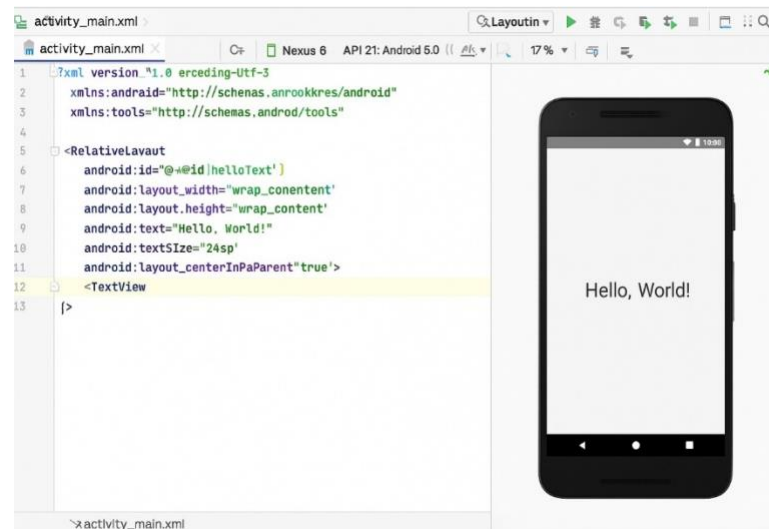 activity_main.xml
Layoutin
activity_main.xml
Nexus 6 API 21: Android 5.0 17%
1 ?xml version_"1.0 erceding-Utf-3
2 xmlns:andraid="http://schenas.anrookkres/android"
3 xmlns:tools="http://schemas,androd/tools"
4
5 <RelativeLavaut
6 android:id="@+@id|helloText')
7 android:layout_width="wrap_conentent'
8 android:layout.height="wrap_content'
9 android:text="Hello, World!"
10 android:textSIze="24sp'
11 android:layout_centerInPaParent"true'>
12 <TextView
13 >
10:00
Hello, World!
actlvlty_main.xml